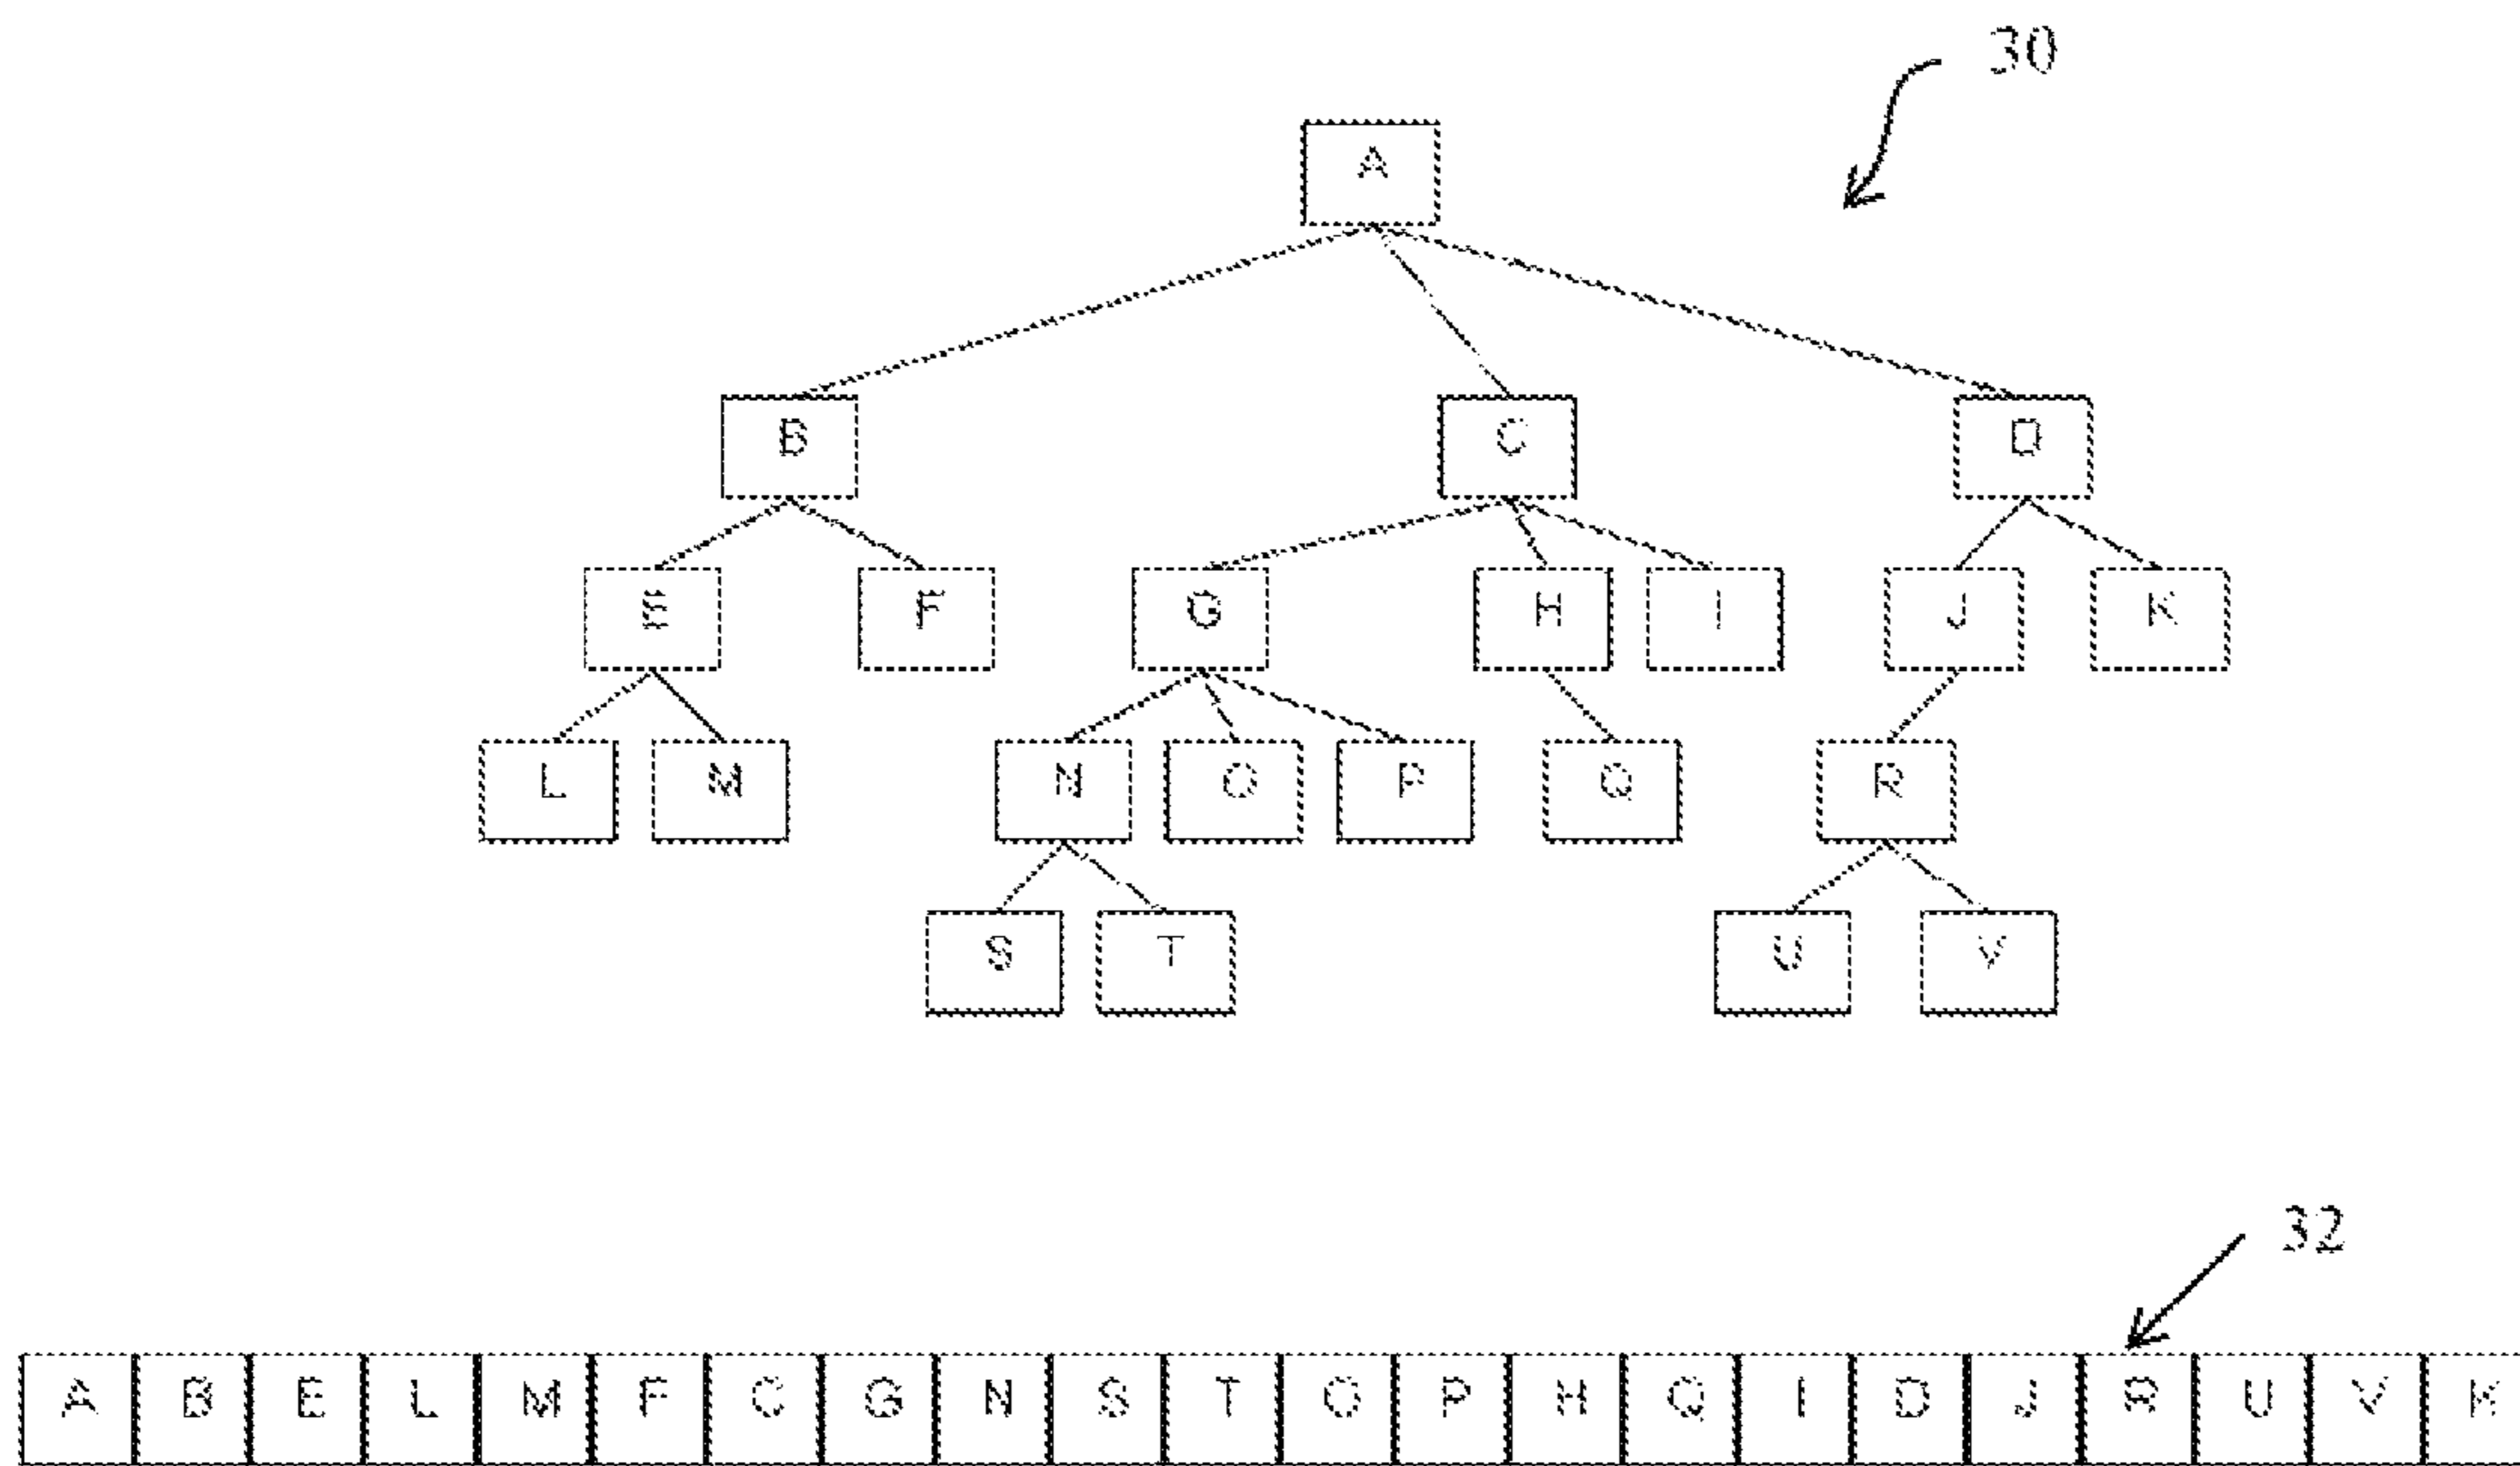 30
A
B C D
E F G H I J K
L M N O P Q R
S T U V
32
A B E L M F C G N S T O P H Q I D J R U V K